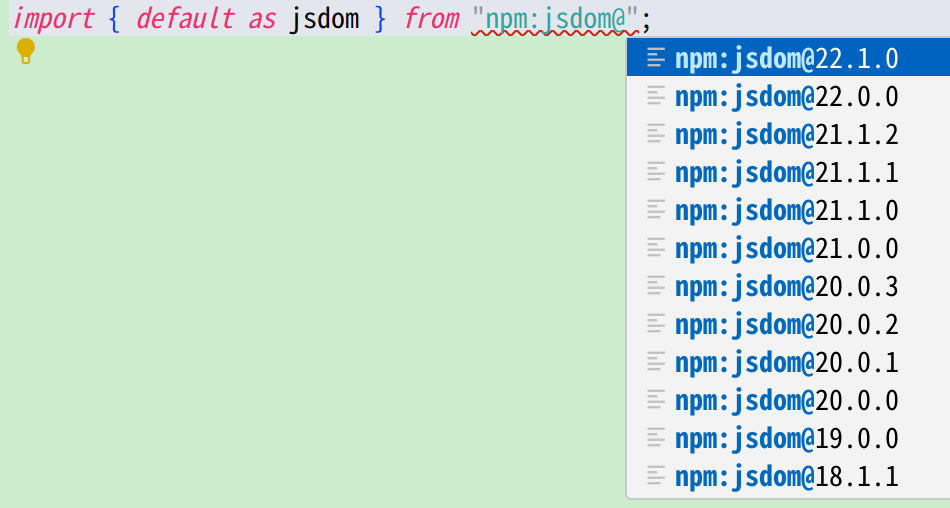 import { default as jsdom } from "npm:jsdom@";
npm:jsdom@22.1.0
npm:jsdom@22.0.0
npm:jsdom@21.1.2
npm:jsdom@21.1.1
npm:jsdom@21.1.0
npm:jsdom@21.0.0
npm:jsdom@20.0.3
npm:jsdom@20.0.2
npm:jsdom@20.0.1
npm:jsdom@20.0.0
npm:jsdom@19.0.0
npm:jsdom@18.1.1